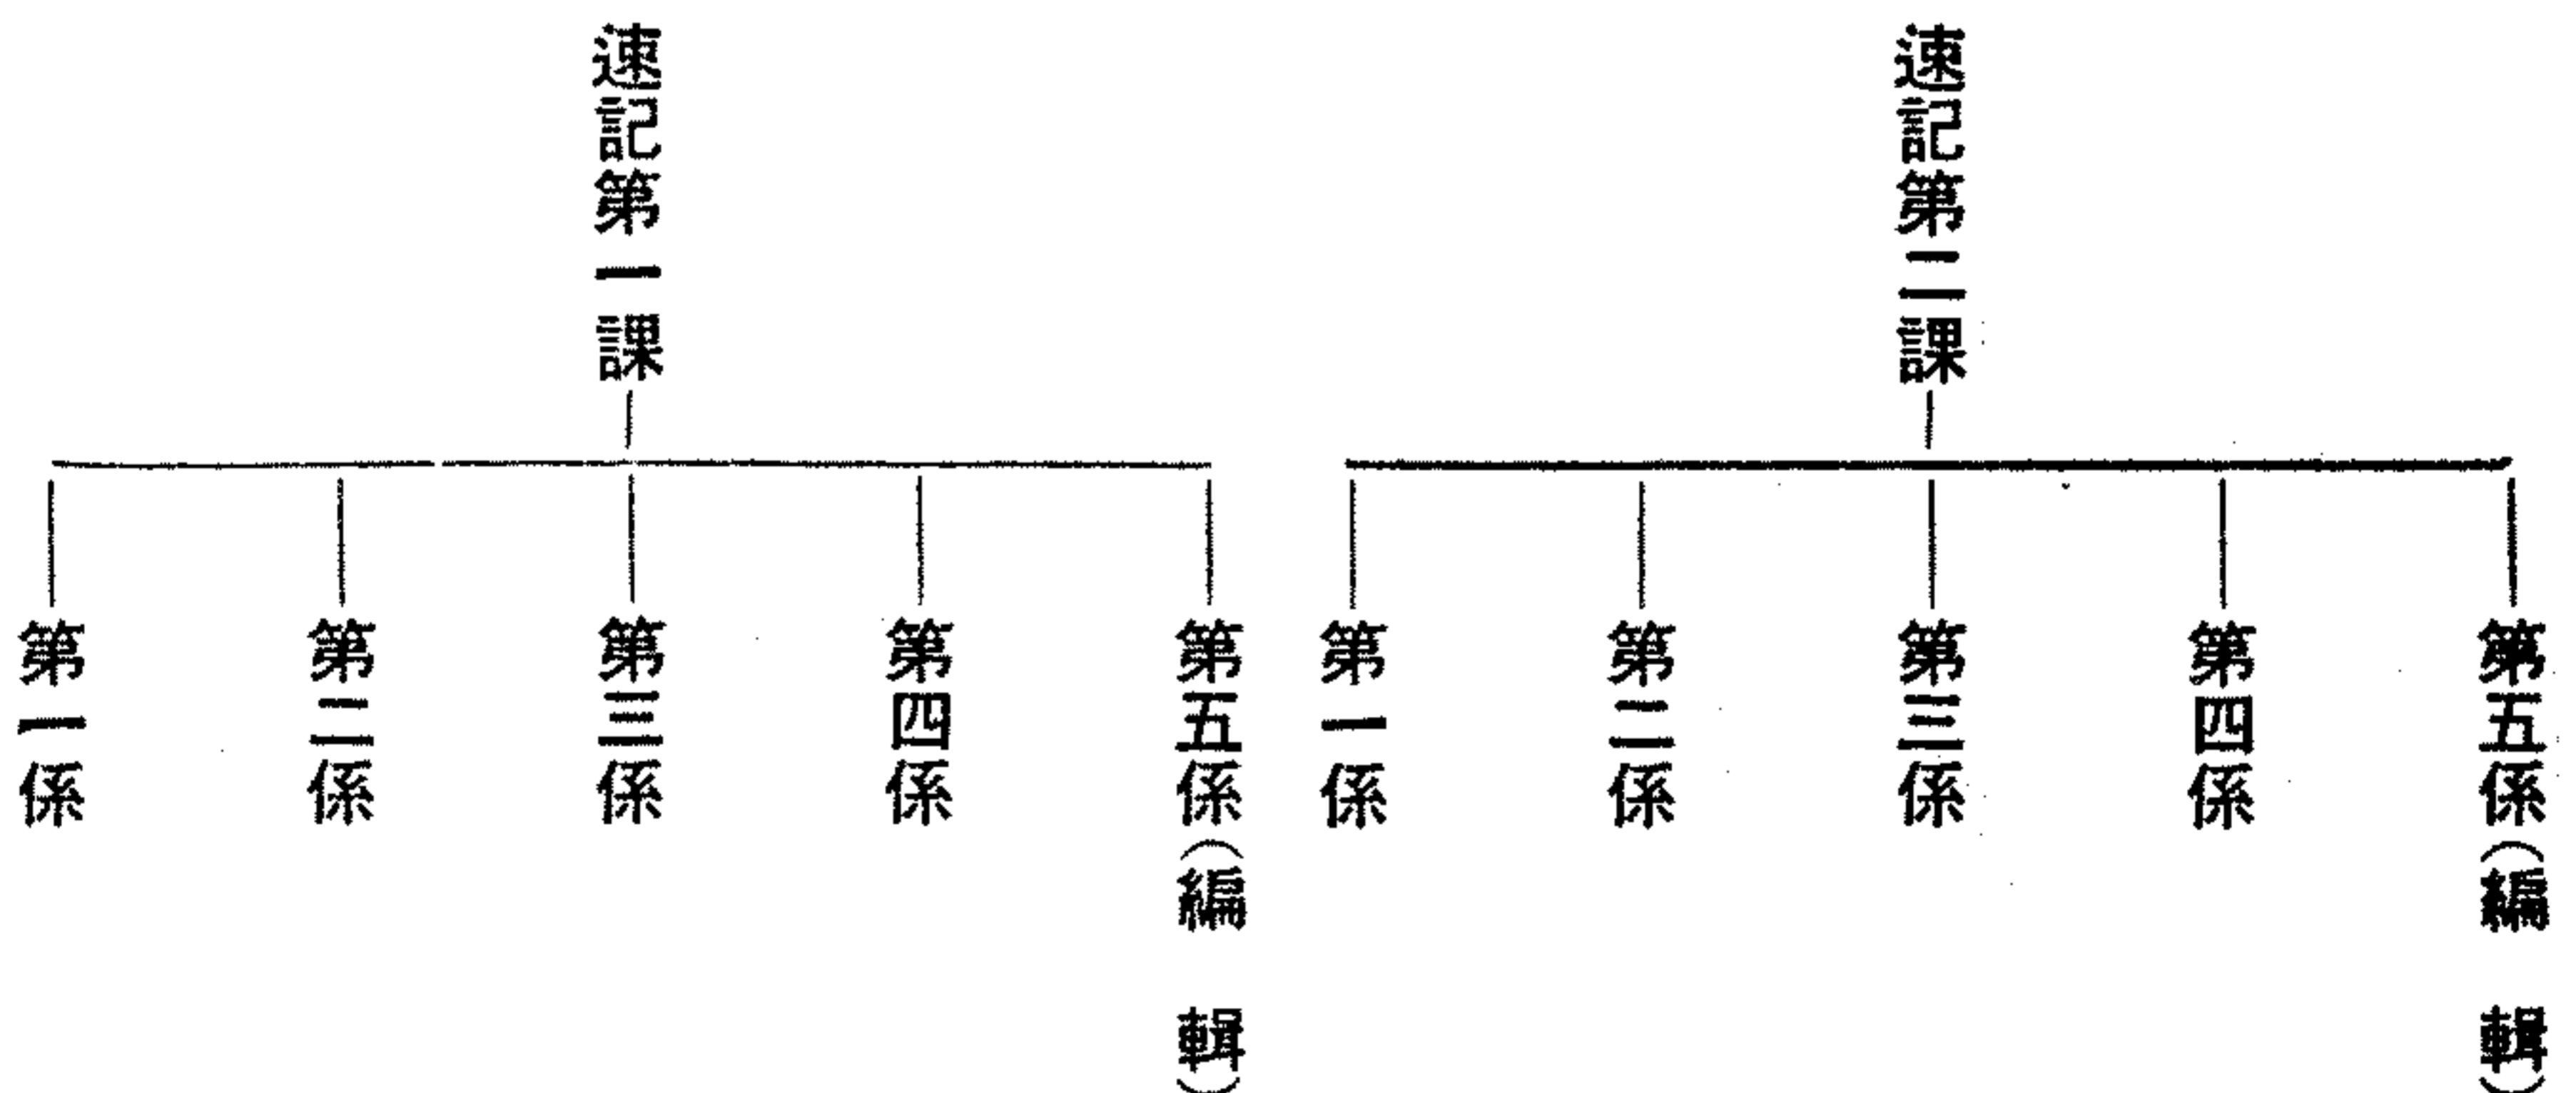 速記第一課
第一係
第二係
第三係
第四係
第五係(編輯)
速記第二課
第一係
第二係
第三係
第四係
第五係(編輯)